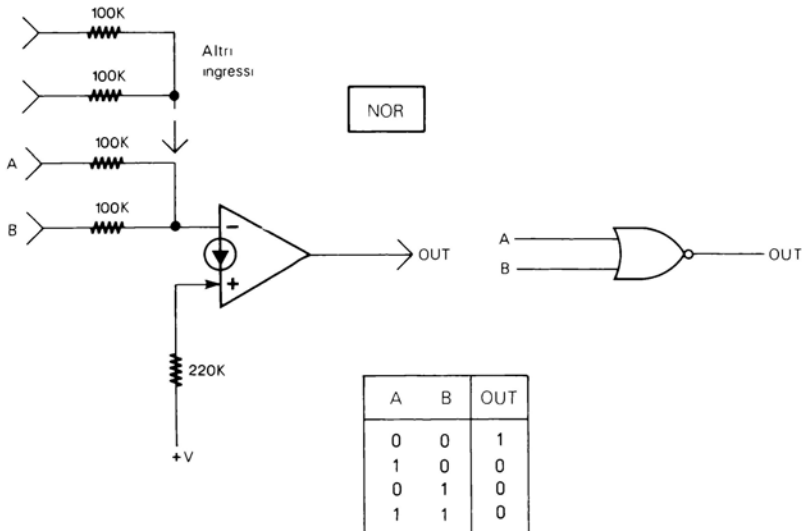 100K
100K
Altri
ingressi
NOR
A
100K
B
100K
−
+
OUT
220K
+V
A
B
OUT
A B OUT
0 0 1
1 0 0
0 1 0
1 1 0